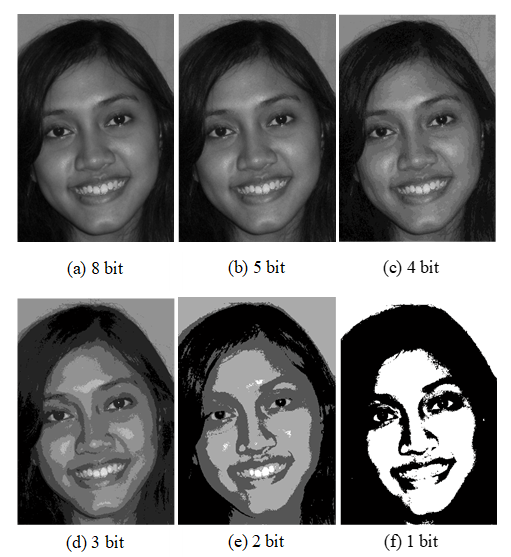 (a) 8 bit
(b) 5 bit
(c) 4 bit
(d) 3 bit
(e) 2 bit
(f) 1 bit